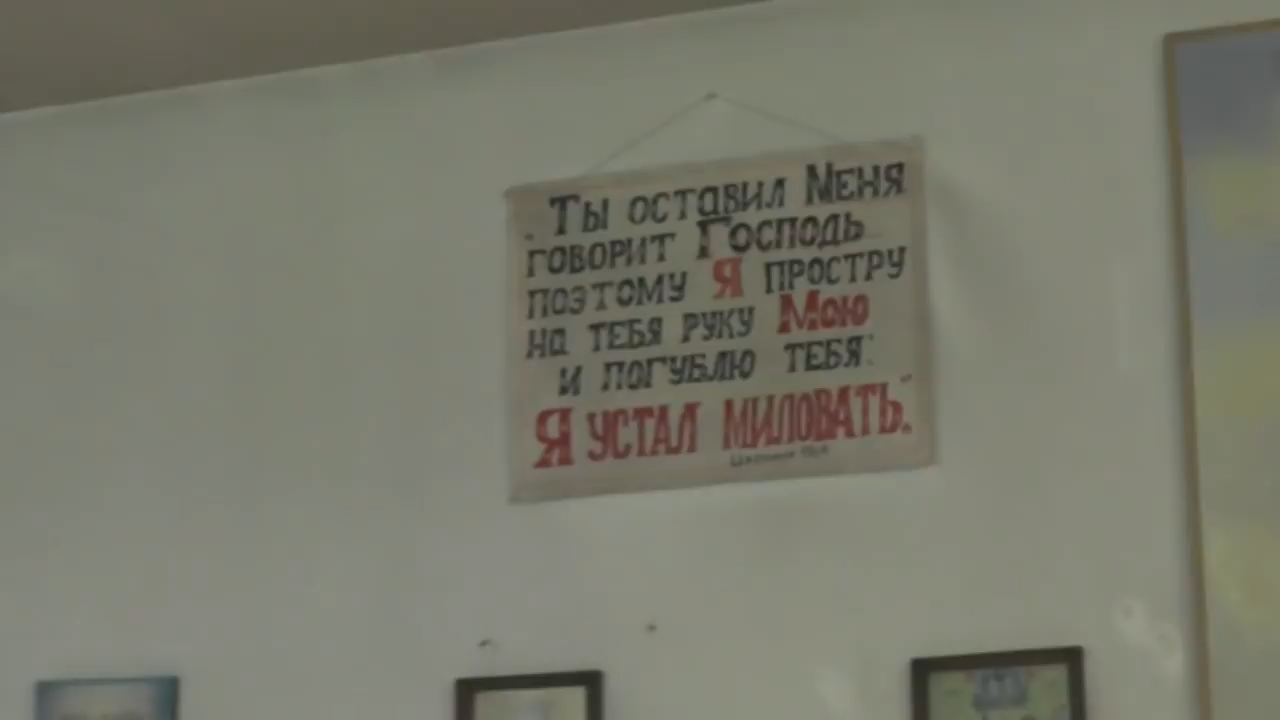 „Ты оставил Меня
говорит Господь
поэтому Я простру
на тебя руку Мою
и погублю тебя:
Я УСТАЛ МИЛОВАТЬ."